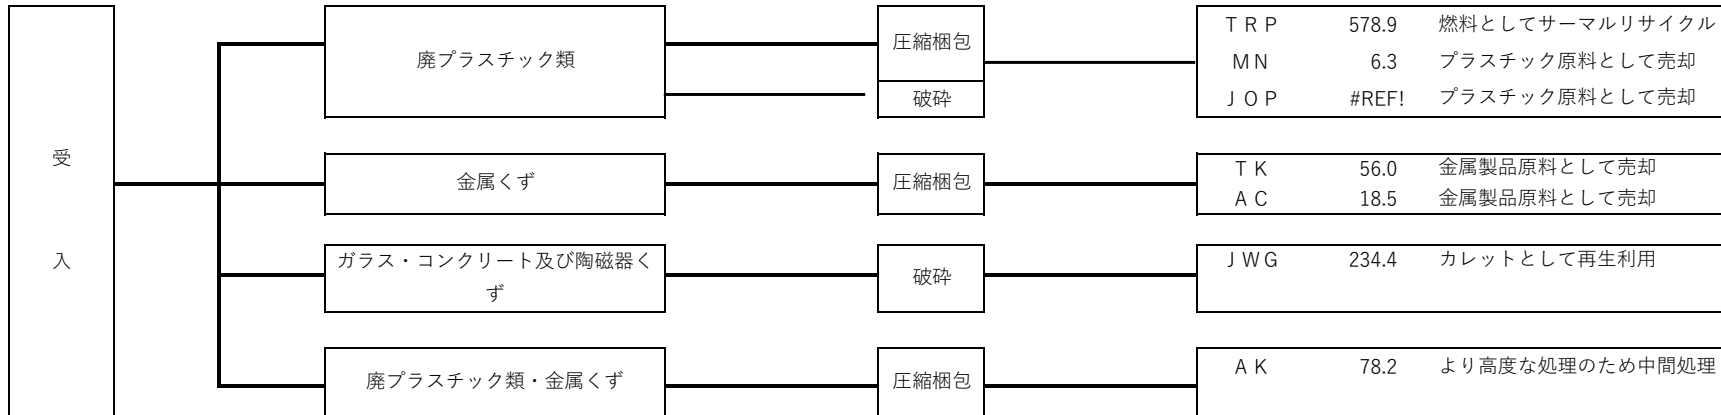 受
入
廃プラスチック類
圧縮梱包
破砕
ＴＲＰ 578.9 燃料としてサーマルリサイクル
ＭＮ 6.3 プラスチック原料として売却
ＪＯＰ #REF! プラスチック原料として売却
金属くず
圧縮梱包
ＴＫ 56.0 金属製品原料として売却
ＡＣ 18.5 金属製品原料として売却
ガラス・コンクリート及び陶磁器く
ず
破砕
ＪＷＧ 234.4 カレットとして再生利用
廃プラスチック類・金属くず
圧縮梱包
ＡＫ 78.2 より高度な処理のため中間処理